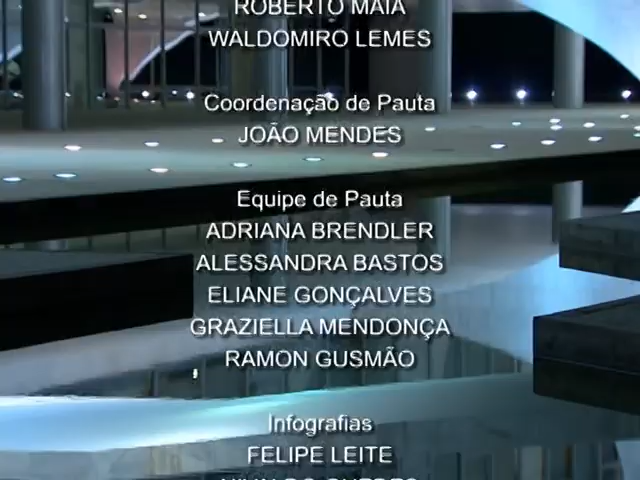 ROBERTO MAIA
WALDOMIRO LEMES
Coordenação de Pauta
JOÃO MENDES
Equipe de Pauta
ADRIANA BRENDLER
ALESSANDRA BASTOS
ELIANE GONÇALVES
GRAZIELLA MENDONÇA
RAMON GUSMÃO
Infografias
FELIPE LEITE